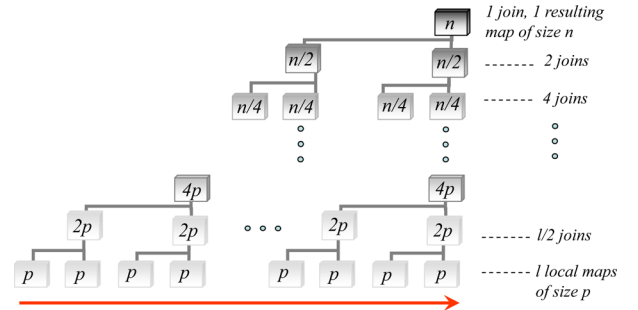 n
1 join, 1 resulting
map of size n
n/2 n/2
2 joins
n/4 n/4 n/4 n/4
4 joins
4p 4p
2p 2p 2p 2p
l/2 joins
p p p p p p p p
l local maps
of size p